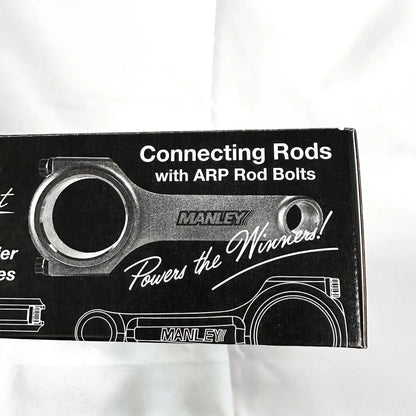 Connecting Rods
with ARP Rod Bolts
MANLEY
Powers the Winners!
MANLEY